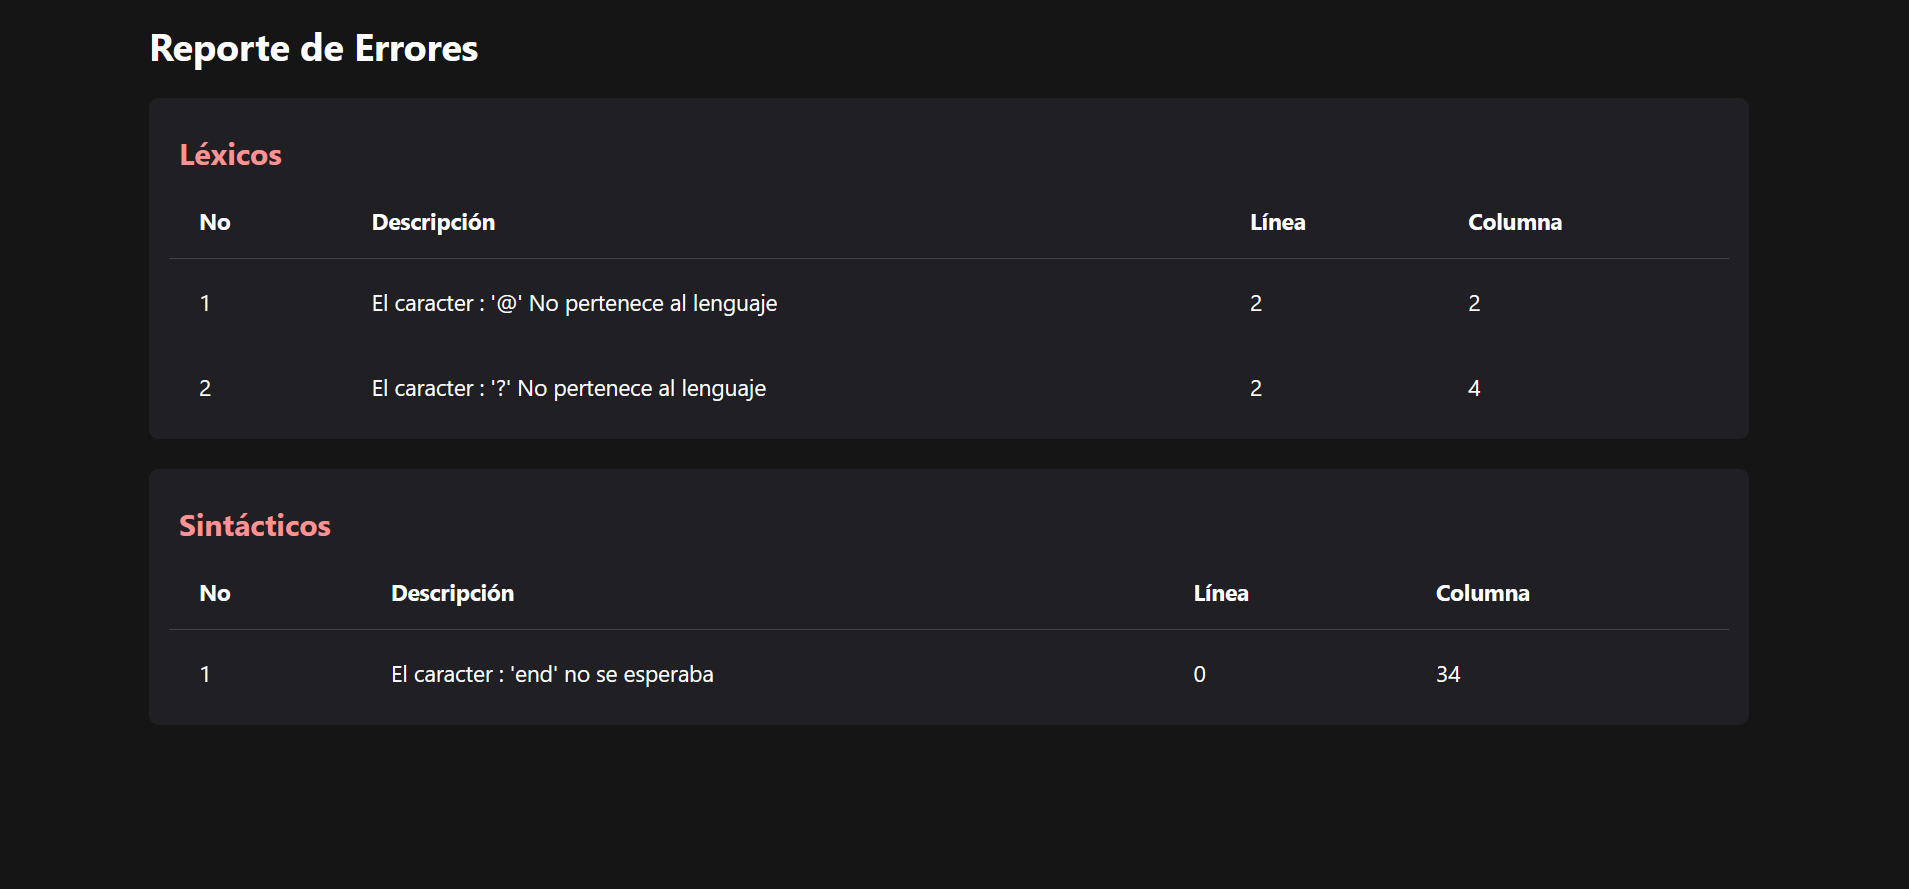 Reporte de Errores
Léxicos
No Descripción Línea Columna
1 El caracter : '@' No pertenece al lenguaje 2 2
2 El caracter : '?' No pertenece al lenguaje 2 4
Sintácticos
No Descripción Línea Columna
1 El caracter : 'end' no se esperaba 0 34